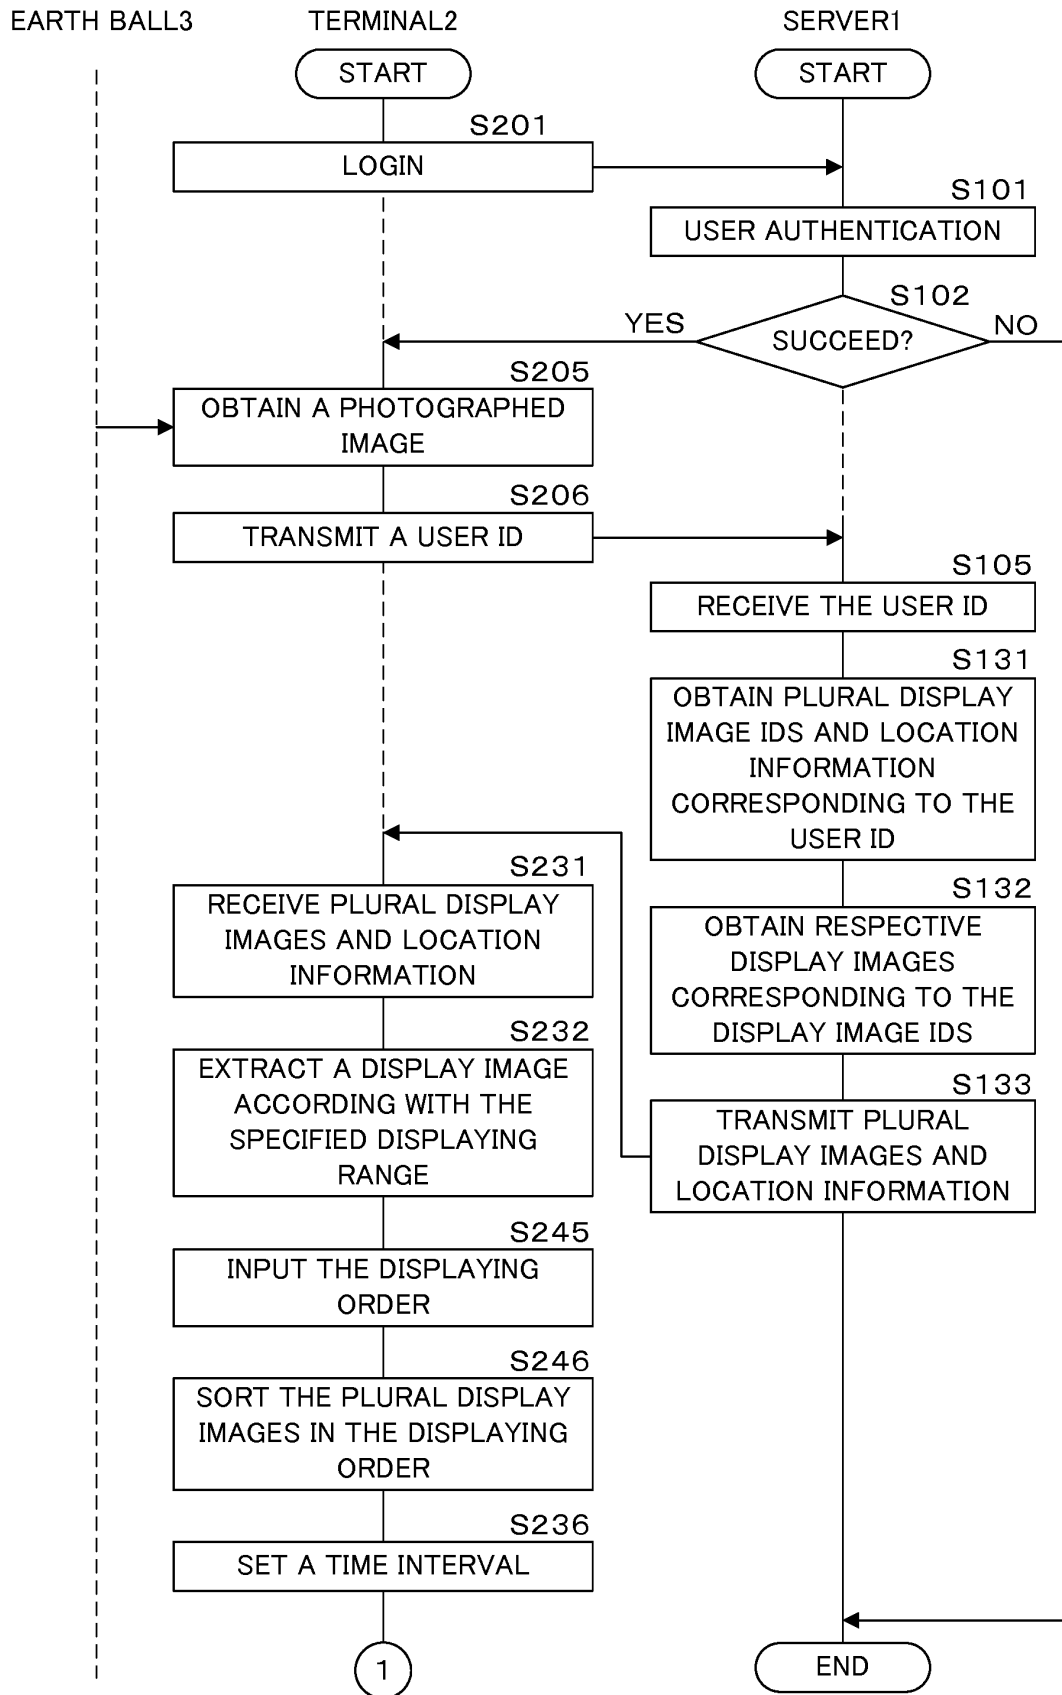 EARTH BALL3
TERMINAL2
SERVER1
START
START
S201
LOGIN
S101
USER AUTHENTICATION
S102
YES
SUCCEED?
NO
S205
OBTAIN A PHOTOGRAPHED
IMAGE
S206
TRANSMIT A USER ID
S105
RECEIVE THE USER ID
S131
OBTAIN PLURAL DISPLAY
IMAGE IDS AND LOCATION
INFORMATION
CORRESPONDING TO THE
USER ID
S231
RECEIVE PLURAL DISPLAY
IMAGES AND LOCATION
INFORMATION
S132
OBTAIN RESPECTIVE
DISPLAY IMAGES
CORRESPONDING TO THE
DISPLAY IMAGE IDS
S232
EXTRACT A DISPLAY IMAGE
ACCORDING WITH THE
SPECIFIED DISPLAYING
RANGE
S133
TRANSMIT PLURAL
DISPLAY IMAGES AND
LOCATION INFORMATION
S245
INPUT THE DISPLAYING
ORDER
S246
SORT THE PLURAL DISPLAY
IMAGES IN THE DISPLAYING
ORDER
S236
SET A TIME INTERVAL
1
END